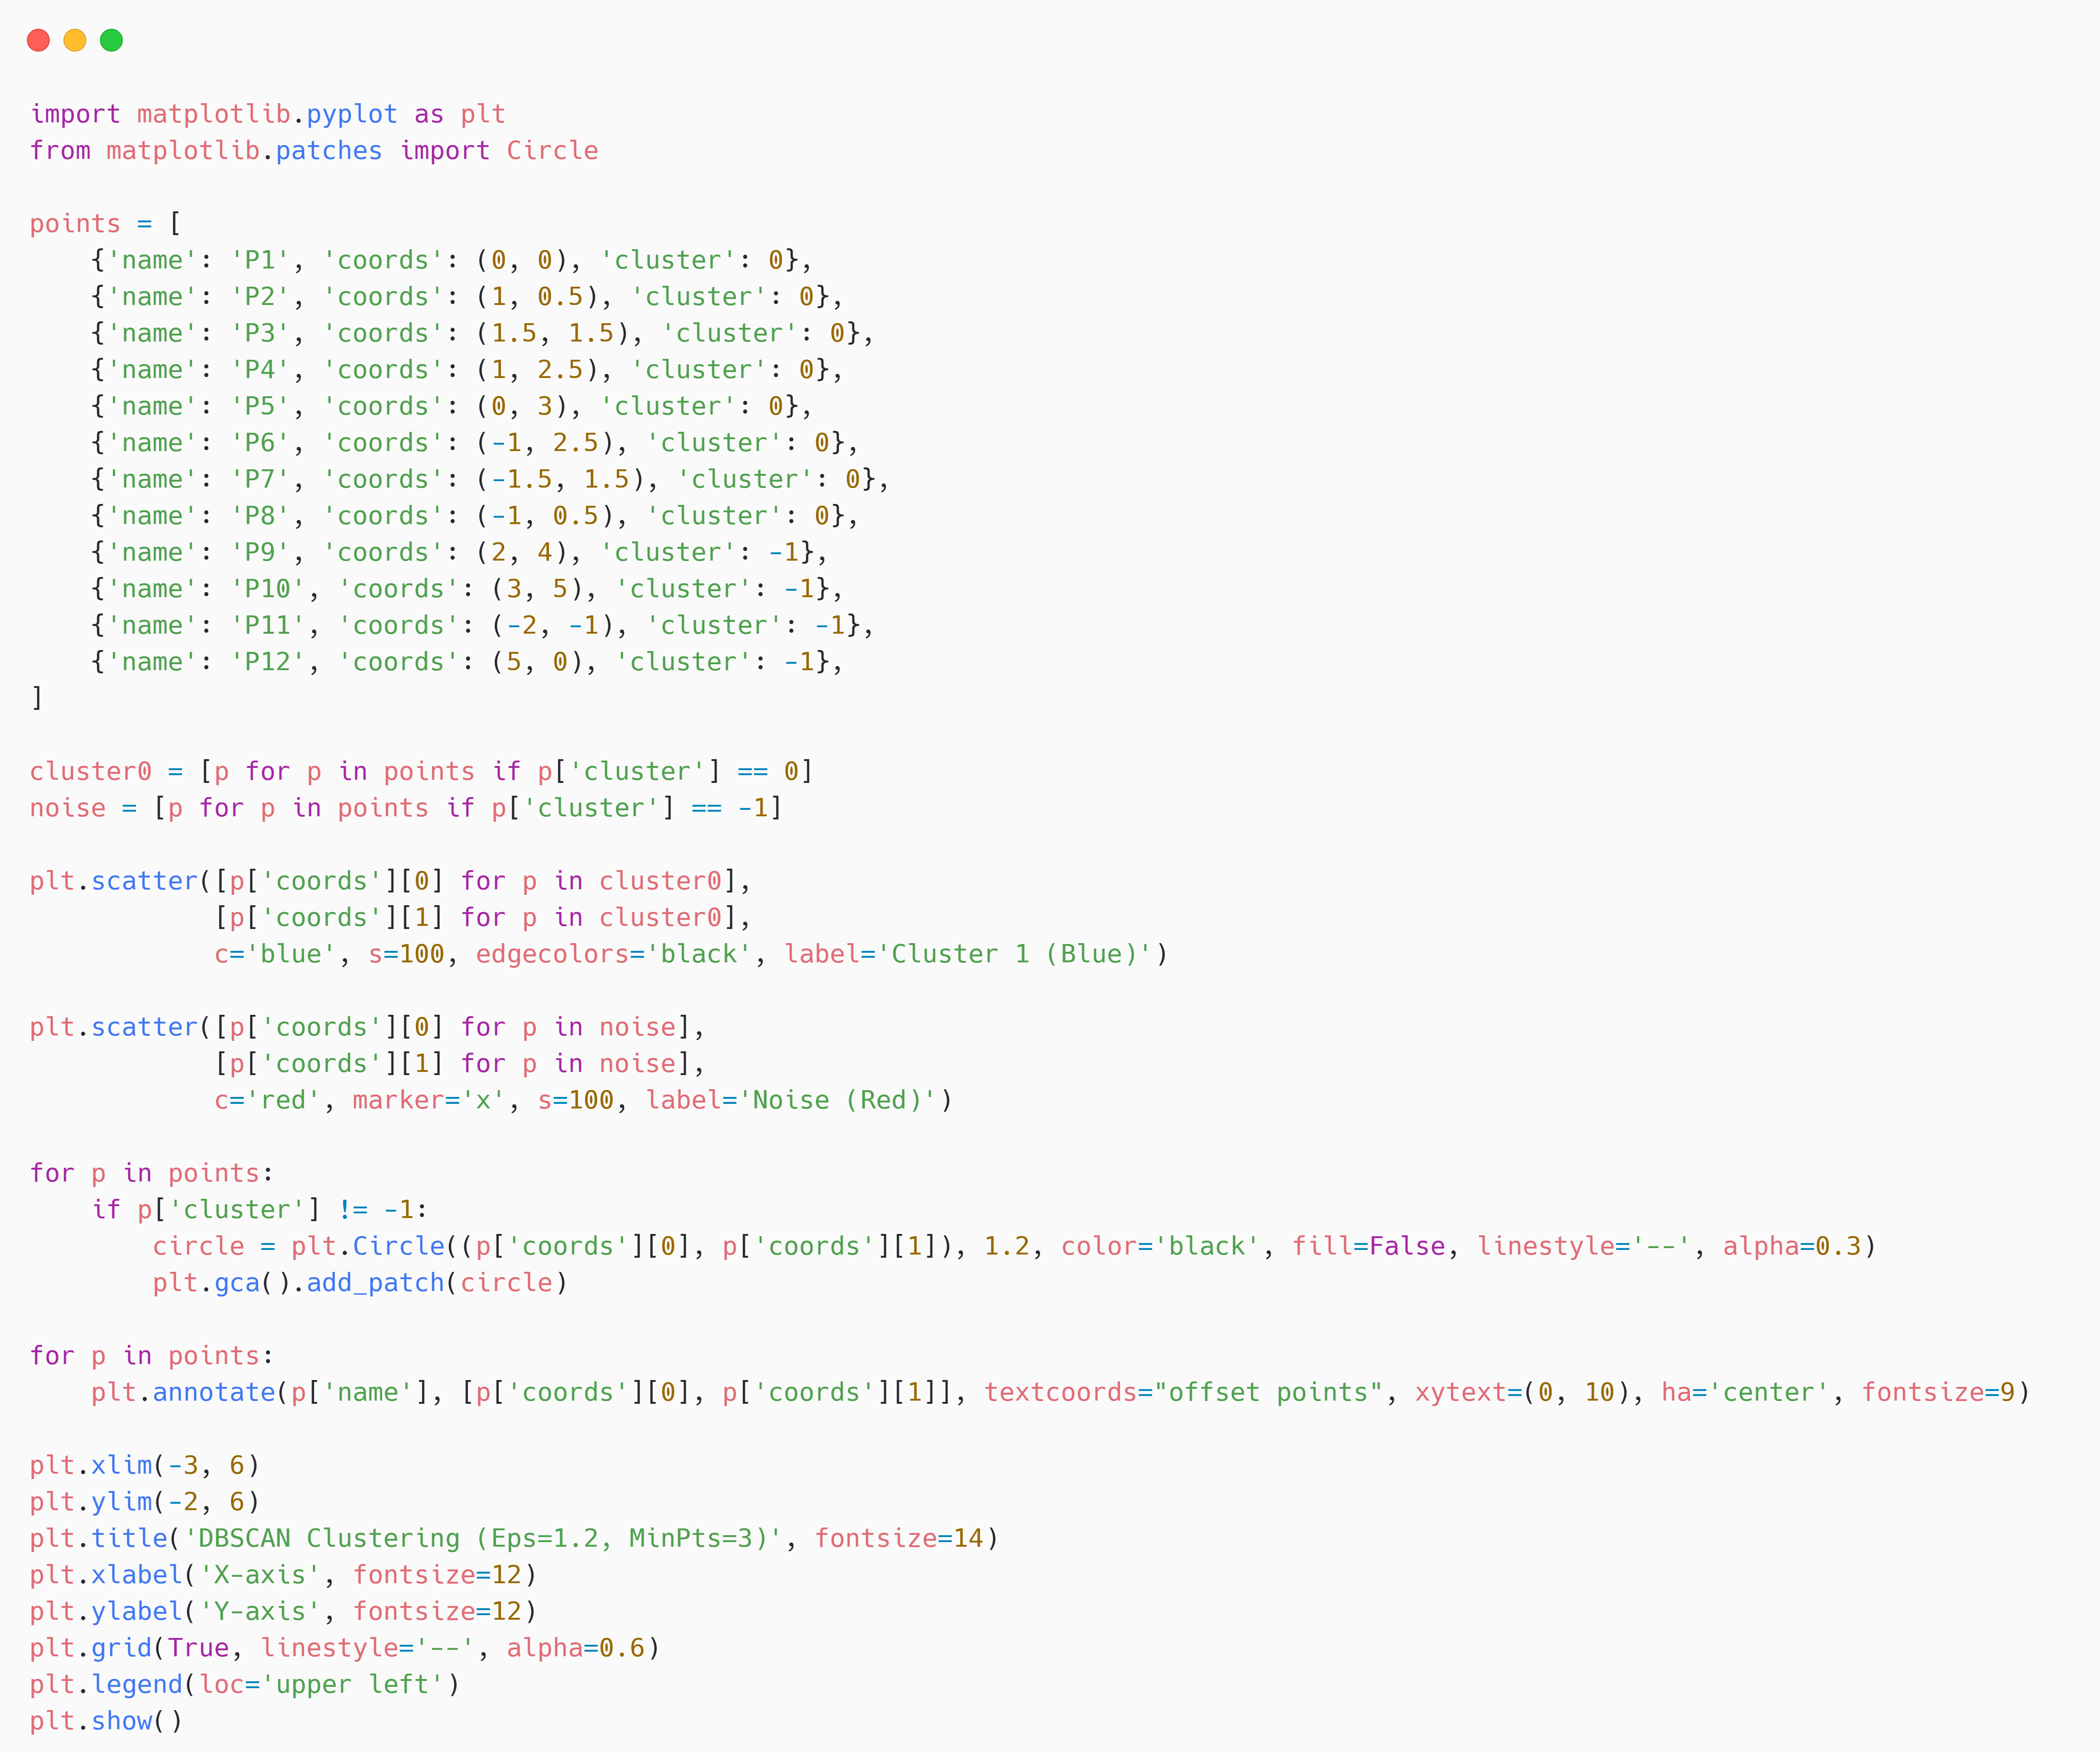 import matplotlib.pyplot as plt
from matplotlib.patches import Circle

points = [
    {'name': 'P1', 'coords': (0, 0), 'cluster': 0},
    {'name': 'P2', 'coords': (1, 0.5), 'cluster': 0},
    {'name': 'P3', 'coords': (1.5, 1.5), 'cluster': 0},
    {'name': 'P4', 'coords': (1, 2.5), 'cluster': 0},
    {'name': 'P5', 'coords': (0, 3), 'cluster': 0},
    {'name': 'P6', 'coords': (-1, 2.5), 'cluster': 0},
    {'name': 'P7', 'coords': (-1.5, 1.5), 'cluster': 0},
    {'name': 'P8', 'coords': (-1, 0.5), 'cluster': 0},
    {'name': 'P9', 'coords': (2, 4), 'cluster': -1},
    {'name': 'P10', 'coords': (3, 5), 'cluster': -1},
    {'name': 'P11', 'coords': (-2, -1), 'cluster': -1},
    {'name': 'P12', 'coords': (5, 0), 'cluster': -1},
]

cluster0 = [p for p in points if p['cluster'] == 0]
noise = [p for p in points if p['cluster'] == -1]

plt.scatter([p['coords'][0] for p in cluster0],
            [p['coords'][1] for p in cluster0],
            c='blue', s=100, edgecolors='black', label='Cluster 1 (Blue)')

plt.scatter([p['coords'][0] for p in noise],
            [p['coords'][1] for p in noise],
            c='red', marker='x', s=100, label='Noise (Red)')

for p in points:
    if p['cluster'] != -1:
        circle = plt.Circle((p['coords'][0], p['coords'][1]), 1.2, color='black', fill=False, linestyle='--', alpha=0.3)
        plt.gca().add_patch(circle)

for p in points:
    plt.annotate(p['name'], [p['coords'][0], p['coords'][1]], textcoords="offset points", xytext=(0, 10), ha='center', fontsize=9)

plt.xlim(-3, 6)
plt.ylim(-2, 6)
plt.title('DBSCAN Clustering (Eps=1.2, MinPts=3)', fontsize=14)
plt.xlabel('X-axis', fontsize=12)
plt.ylabel('Y-axis', fontsize=12)
plt.grid(True, linestyle='--', alpha=0.6)
plt.legend(loc='upper left')
plt.show()